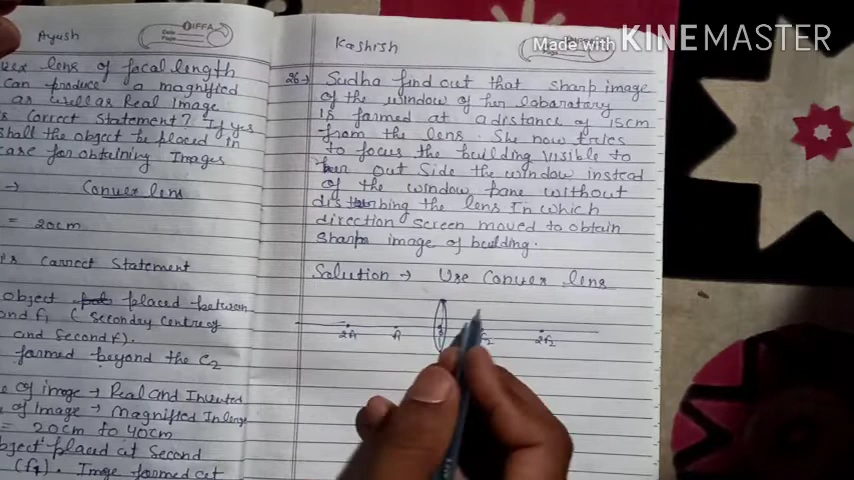 Ayush
DIFFA
Date
Page
lens of focal length
can produce a magnified
as well as Real Image
Correct Statement? If yes
shall the object be placed in
care for obtaining Images
→ Convex lens
= 20cm
Correct Statement
object placed between
and f1 (Secondary Centre of
and Second f).
formed beyond the C2
of image → Real and Inverted
of image → Magnified In
= 20cm to 40cm
object placed at Second
(f1). Image formed at
Kashish
Made with KINEMASTER
26→ Sudha find out that sharp image
of the window of her labaratary
is formed at a distance of 15cm
from the lens. She now tries
to focus the building visible to
her out side the window instead
of the window pane without
disturbing the lens In which
direction screen moved to obtain
sharp image of building.
Solution → Use Convex lens
2f1 f1 f2 2f2